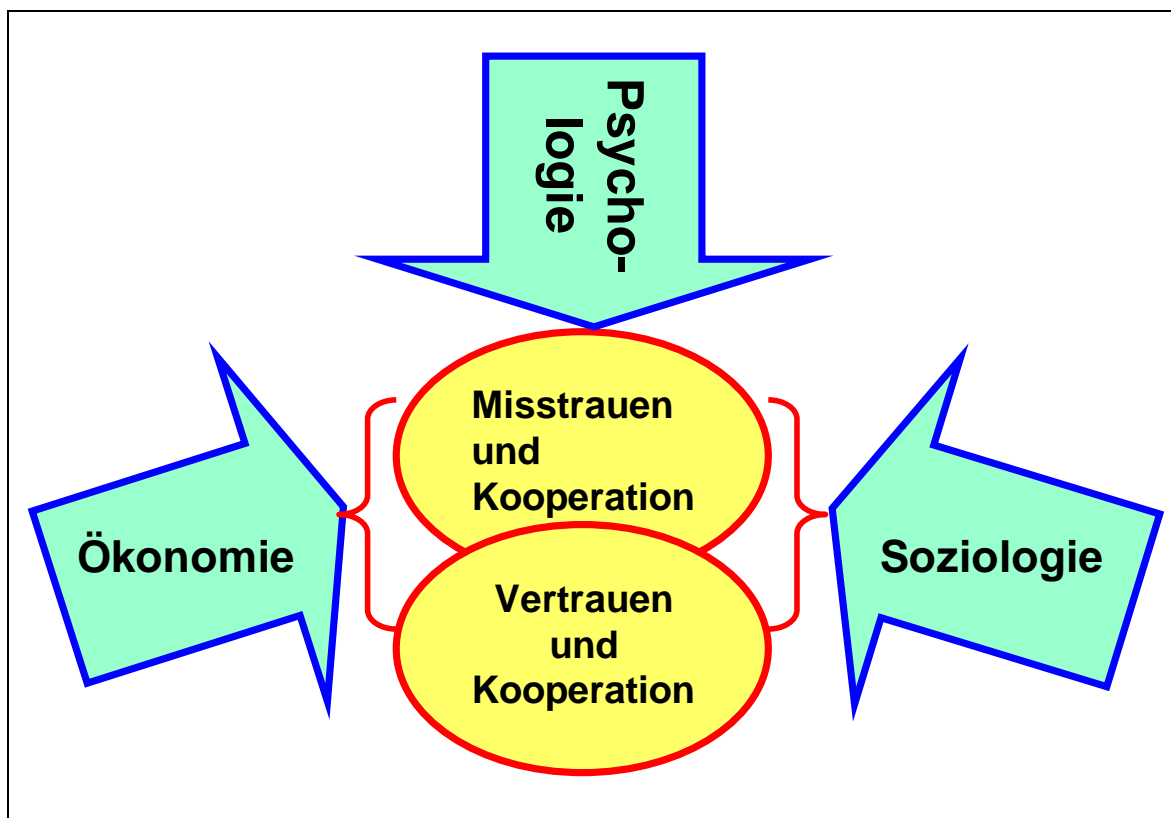 Psycho-
logie
Misstrauen
und
Kooperation
Ökonomie
Soziologie
Vertrauen
und
Kooperation